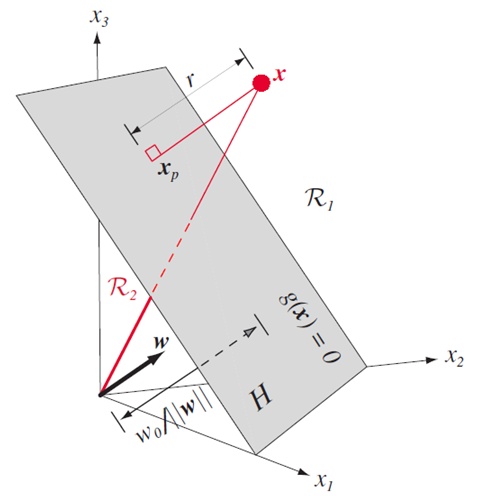 x₃
r
x
xₚ
ℛ₁
ℛ₂
g(x) = 0
w
x₂
w₀/||w||
H
x₁